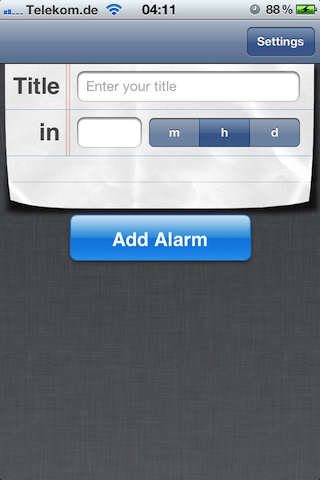 Telekom.de 04:11 88 %
Settings
Title Enter your title
in m h d
Add Alarm